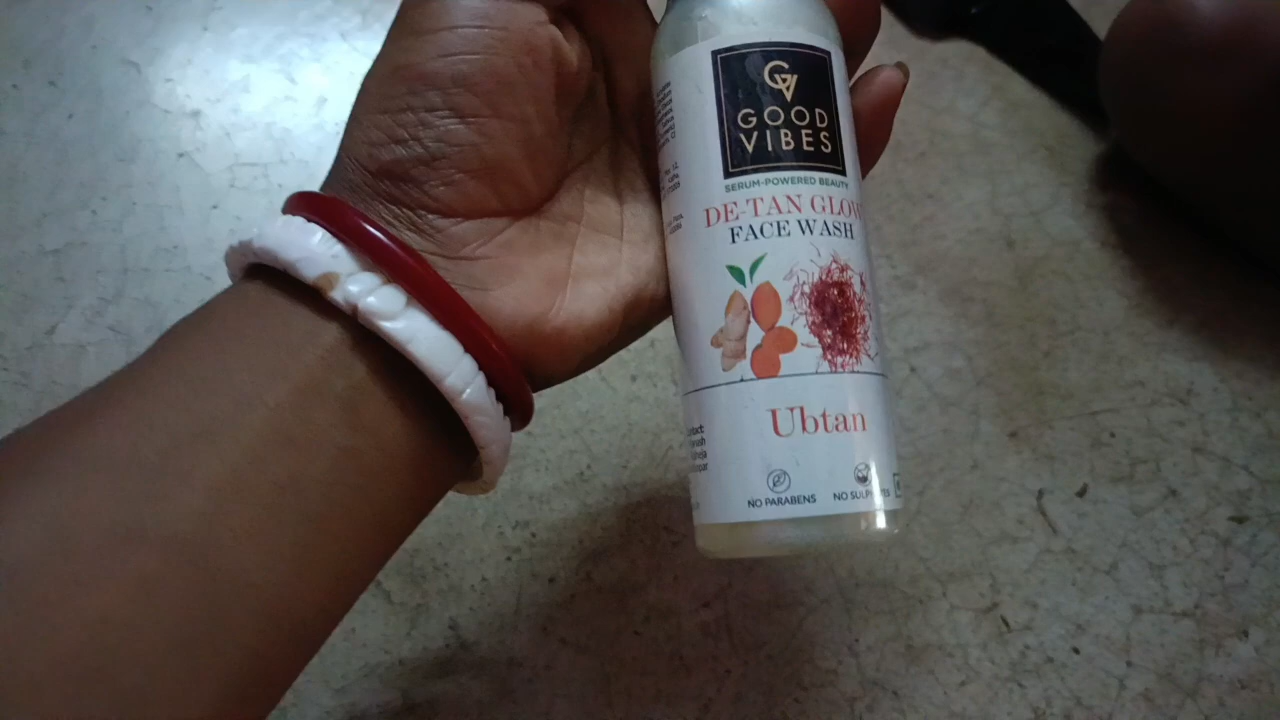 GV
GOOD
VIBES
SERUM-POWERED BEAUTY
DE-TAN GLOW
FACE WASH
Ubtan
NO PARABENS